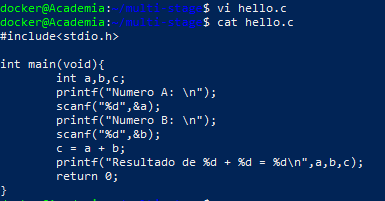 docker@Academia:~/multi-stage$ vi hello.c
docker@Academia:~/multi-stage$ cat hello.c
#include<stdio.h>

int main(void){
        int a,b,c;
        printf("Numero A: \n");
        scanf("%d",&a);
        printf("Numero B: \n");
        scanf("%d",&b);
        c = a + b;
        printf("Resultado de %d + %d = %d\n",a,b,c);
        return 0;
}